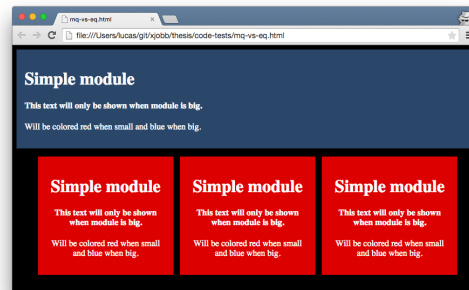 mq-vs-eq.html
file:///Users/lucas/git/xjobb/thesis/code-tests/mq-vs-eq.html
Simple module
This text will only be shown when module is big.
Will be colored red when small and blue when big.
Simple module
This text will only be shown
when module is big.
Will be colored red when small
and blue when big.
Simple module
This text will only be shown
when module is big.
Will be colored red when small
and blue when big.
Simple module
This text will only be shown
when module is big.
Will be colored red when small
and blue when big.